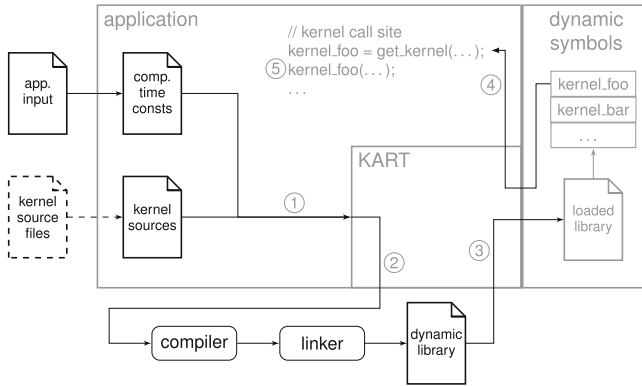 application
dynamic
symbols
// kernel call site
kernel_foo = get_kernel(...);
⑤ kernel_foo(...);
...
④
app.
input
comp.
time
consts
kernel_foo
kernel_bar
...
KART
kernel
source
files
kernel
sources
①
②
③
loaded
library
compiler
linker
dynamic
library